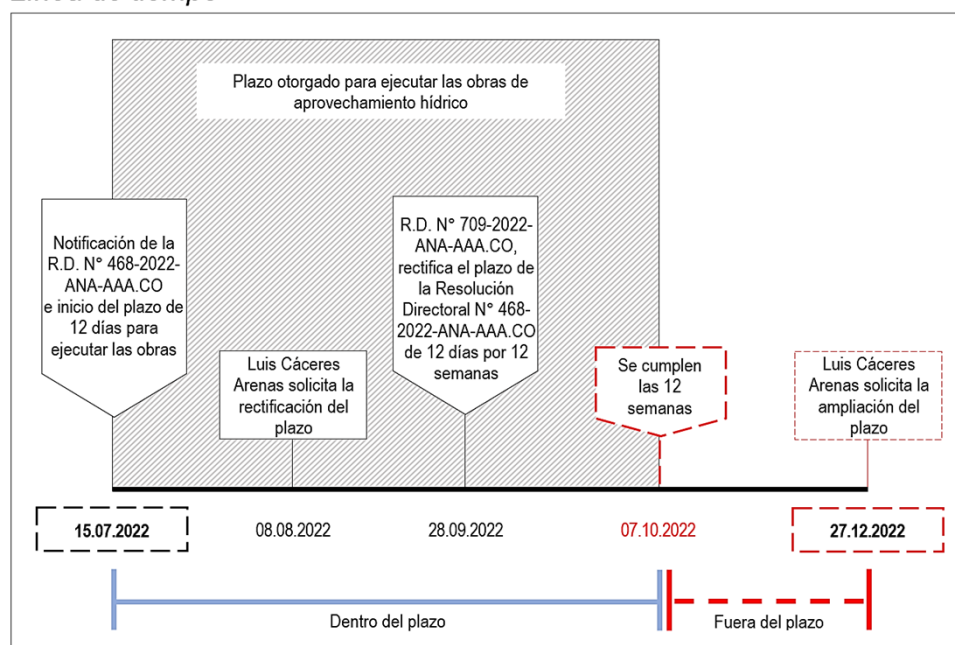 Línea de tiempo
Plazo otorgado para ejecutar las obras de
aprovechamiento hídrico
Notificación de la
R.D. N° 468-2022-
ANA-AAA.CO
e inicio del plazo de
12 días para
ejecutar las obras
Luis Cáceres
Arenas solicita la
rectificación del
plazo
R.D. N° 709-2022-
ANA-AAA.CO,
rectifica el plazo de
la Resolución
Directoral N° 468-
2022-ANA-AAA.CO
de 12 días por 12
semanas
Se cumplen
las 12
semanas
Luis Cáceres
Arenas solicita la
ampliación del
plazo
15.07.2022
08.08.2022
28.09.2022
07.10.2022
27.12.2022
Dentro del plazo
Fuera del plazo